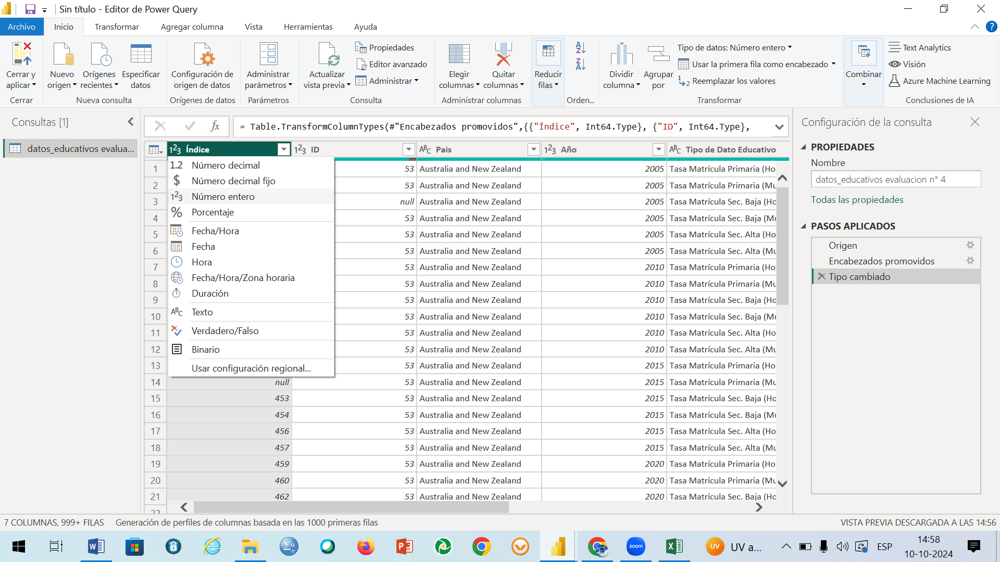 Sin título - Editor de Power Query
Archivo Inicio Transformar Agregar columna Vista Herramientas Ayuda
Cerrar y aplicar
Nuevo origen
Orígenes recientes
Especificar datos
Configuración de origen de datos
Administrar parámetros
Actualizar vista previa
Propiedades
Editor avanzado
Administrar
Elegir columnas
Quitar columnas
Reducir filas
Dividir columna
Agrupar por
Tipo de datos: Número entero
Usar la primera fila como encabezado
Reemplazar los valores
Combinar
Text Analytics
Visión
Azure Machine Learning
Cerrar Nueva consulta Orígenes de datos Parámetros Consulta Administrar columnas Orden... Transformar Conclusiones de IA
Consultas [1]
datos_educativos evalua...
fx = Table.TransformColumnTypes(#"Encabezados promovidos",{{"Índice", Int64.Type}, {"ID", Int64.Type},
1²3 Índice 1²3 ID ABC Pais 1²3 Año ABC Tipo de Dato Educativo
1.2 Número decimal
$ Número decimal fijo
1²3 Número entero
% Porcentaje
Fecha/Hora
Fecha
Hora
Fecha/Hora/Zona horaria
Duración
ABC Texto
Verdadero/Falso
Binario
Usar configuración regional...
1 53 Australia and New Zealand 2005 Tasa Matrícula Primaria (Ho
2 53 Australia and New Zealand 2005 Tasa Matrícula Primaria (Mu
3 null Australia and New Zealand 2005 Tasa Matrícula Sec. Baja (Ho
4 53 Australia and New Zealand 2005 Tasa Matrícula Sec. Baja (Mu
5 53 Australia and New Zealand 2005 Tasa Matrícula Sec. Alta (Ho
6 53 Australia and New Zealand 2005 Tasa Matrícula Sec. Alta (Mu
7 53 Australia and New Zealand 2010 Tasa Matrícula Primaria (Ho
8 53 Australia and New Zealand 2010 Tasa Matrícula Primaria (Mu
9 53 Australia and New Zealand 2010 Tasa Matrícula Sec. Baja (Ho
10 53 Australia and New Zealand 2010 Tasa Matrícula Sec. Baja (Mu
11 53 Australia and New Zealand 2010 Tasa Matrícula Sec. Alta (Ho
12 53 Australia and New Zealand 2010 Tasa Matrícula Sec. Alta (Mu
13 53 Australia and New Zealand 2015 Tasa Matrícula Primaria (Ho
14 null 53 Australia and New Zealand 2015 Tasa Matrícula Primaria (Mu
15 453 53 Australia and New Zealand 2015 Tasa Matrícula Sec. Baja (Ho
16 454 53 Australia and New Zealand 2015 Tasa Matrícula Sec. Baja (Mu
17 456 53 Australia and New Zealand 2015 Tasa Matrícula Sec. Alta (Ho
18 457 53 Australia and New Zealand 2015 Tasa Matrícula Sec. Alta (Mu
19 459 53 Australia and New Zealand 2020 Tasa Matrícula Primaria (Ho
20 460 53 Australia and New Zealand 2020 Tasa Matrícula Primaria (Mu
21 462 53 Australia and New Zealand 2020 Tasa Matrícula Sec. Baja (Ho
22
Configuración de la consulta
PROPIEDADES
Nombre
datos_educativos evaluacion n° 4
Todas las propiedades
PASOS APLICADOS
Origen
Encabezados promovidos
Tipo cambiado
7 COLUMNAS, 999+ FILAS Generación de perfiles de columnas basada en las 1000 primeras filas VISTA PREVIA DESCARGADA A LAS 14:56
zoom
UV UV a...
ESP
14:58
10-10-2024